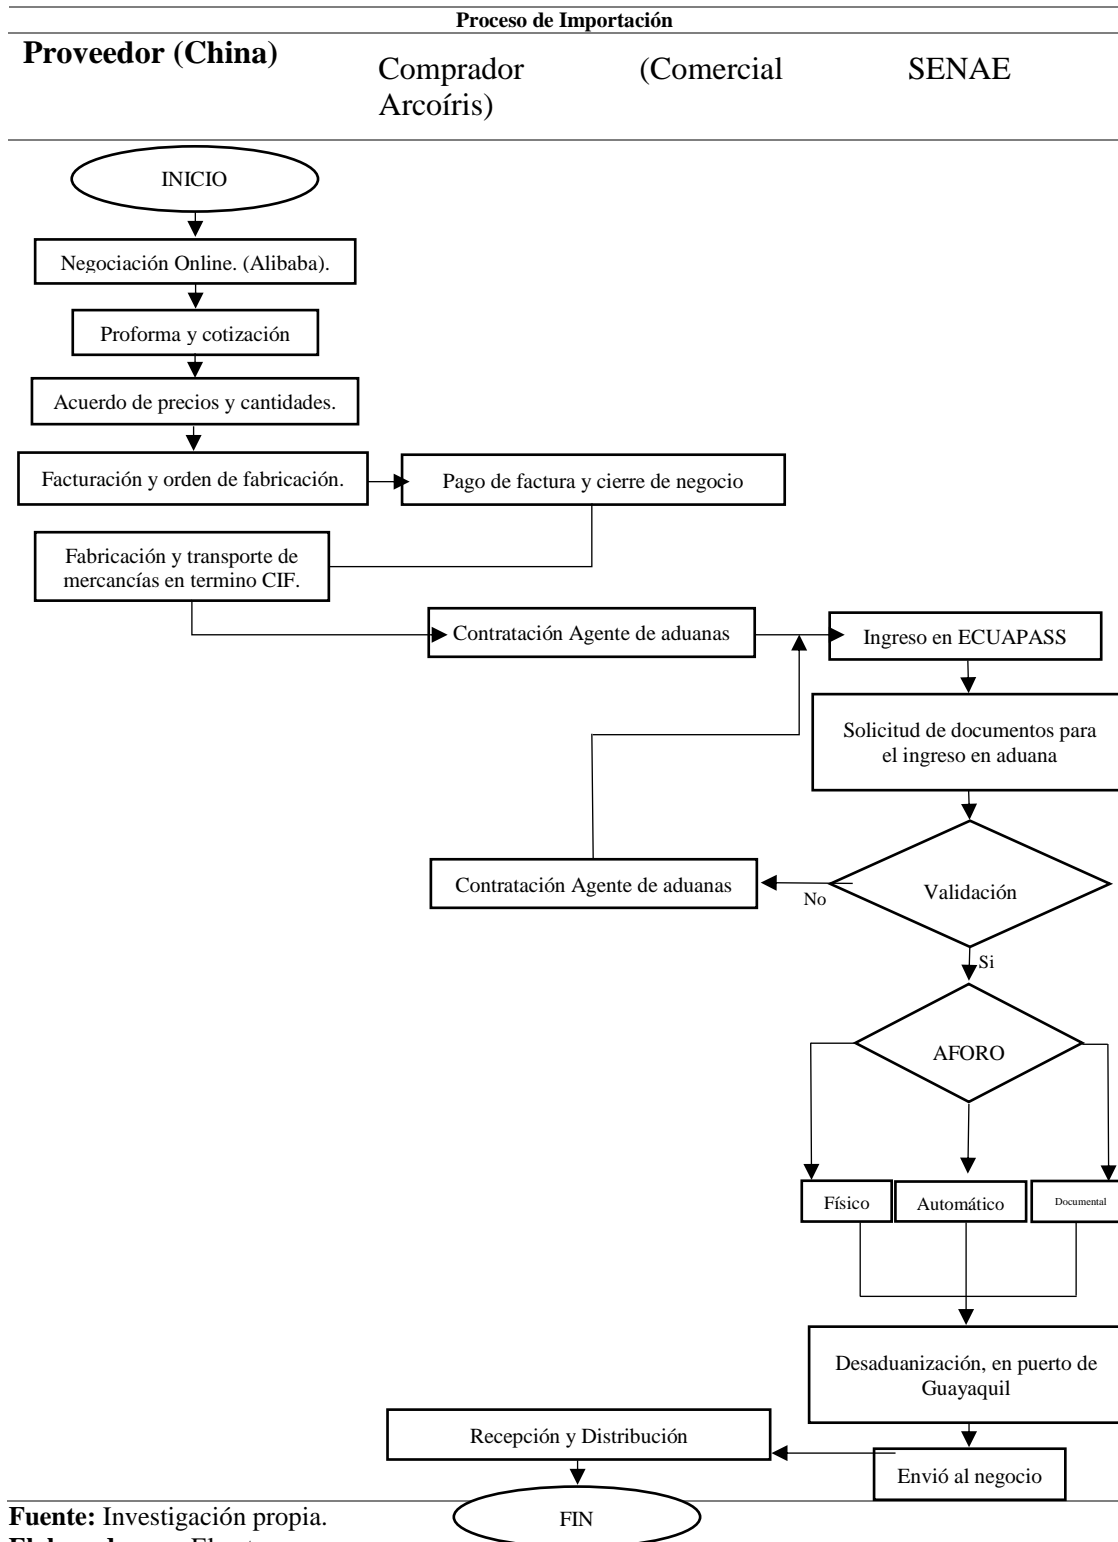 Proceso de Importación
Proveedor (China)
Comprador (Comercial
Arcoíris)
SENAE
INICIO
Negociación Online. (Alibaba).
Proforma y cotización
Acuerdo de precios y cantidades.
Facturación y orden de fabricación.
Pago de factura y cierre de negocio
Fabricación y transporte de
mercancías en termino CIF.
Contratación Agente de aduanas
Ingreso en ECUAPASS
Solicitud de documentos para
el ingreso en aduana
Contratación Agente de aduanas
No
Validación
Si
AFORO
Físico
Automático
Documental
Desaduanización, en puerto de
Guayaquil
Recepción y Distribución
Envió al negocio
FIN
Fuente: Investigación propia.